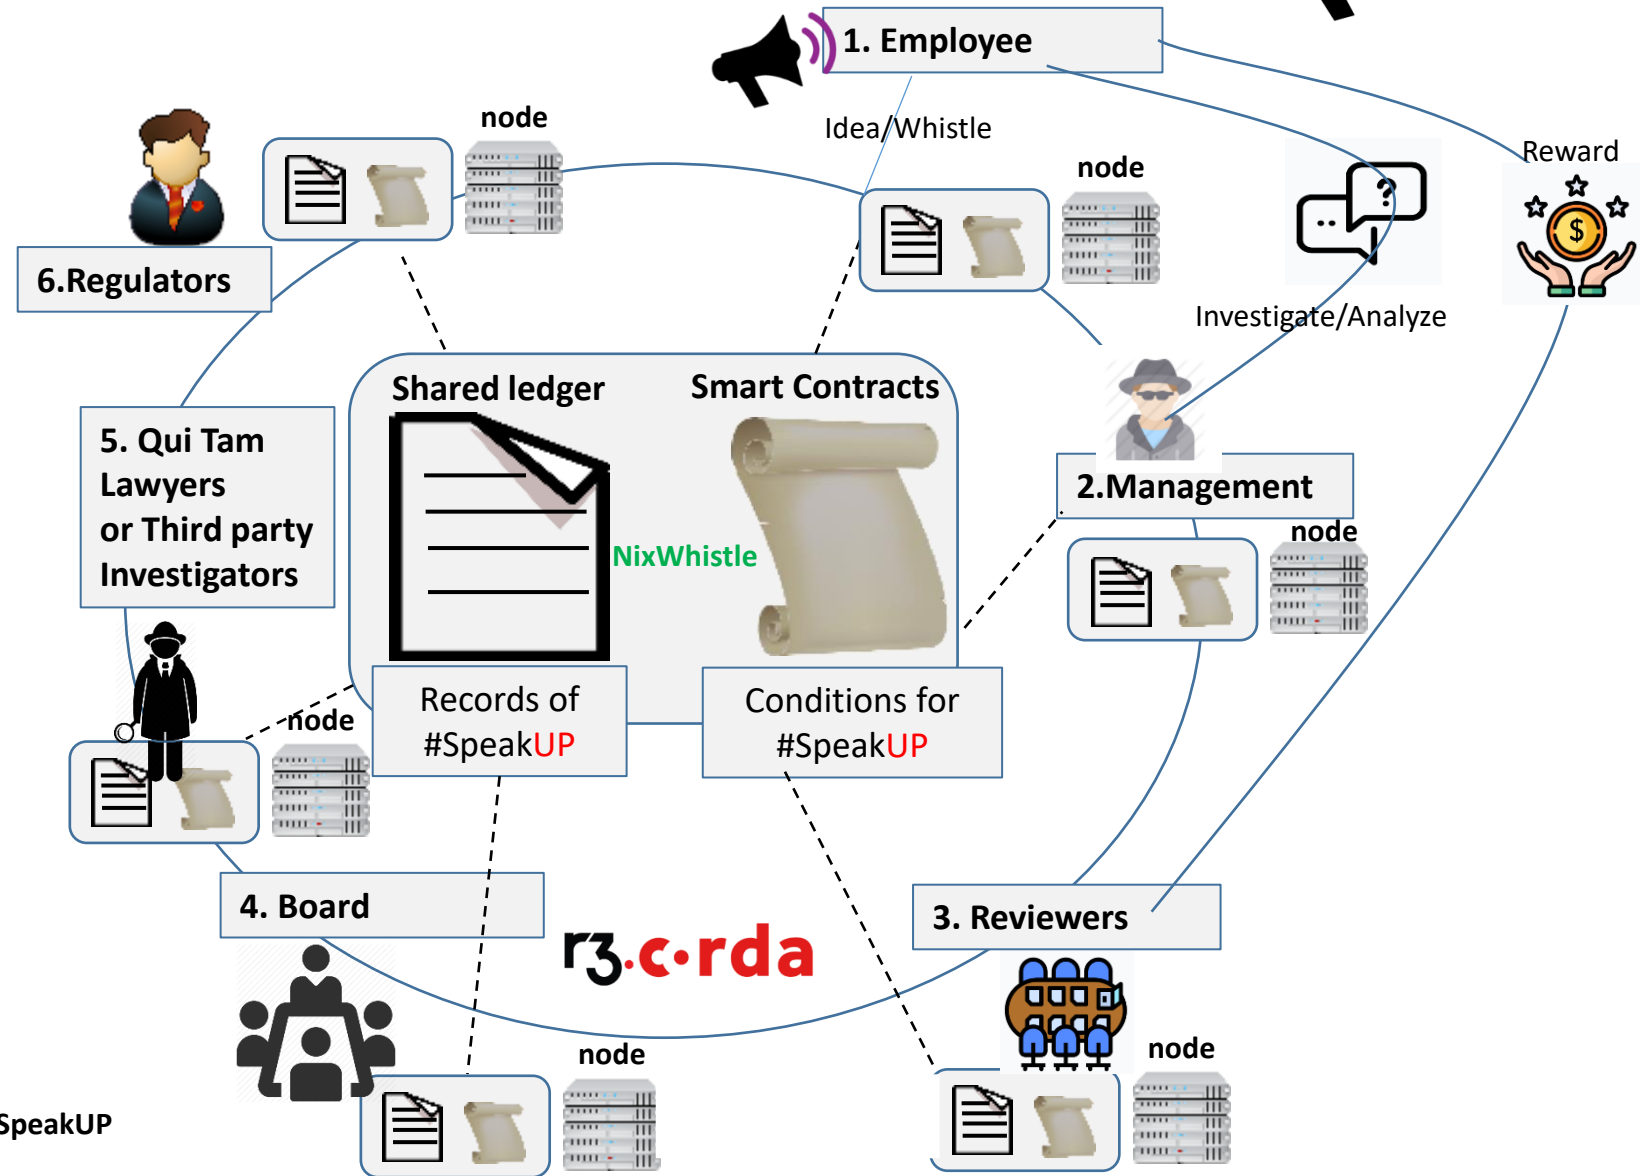 1. Employee
Idea/Whistle
node
node
Reward
6.Regulators
Investigate/Analyze
Shared ledger
Smart Contracts
5. Qui Tam
Lawyers
or Third party
Investigators
2.Management
node
NixWhistle
Records of
#SpeakUP
Conditions for
#SpeakUP
node
4. Board
3. Reviewers
r3.c•rda
node
node
SpeakUP